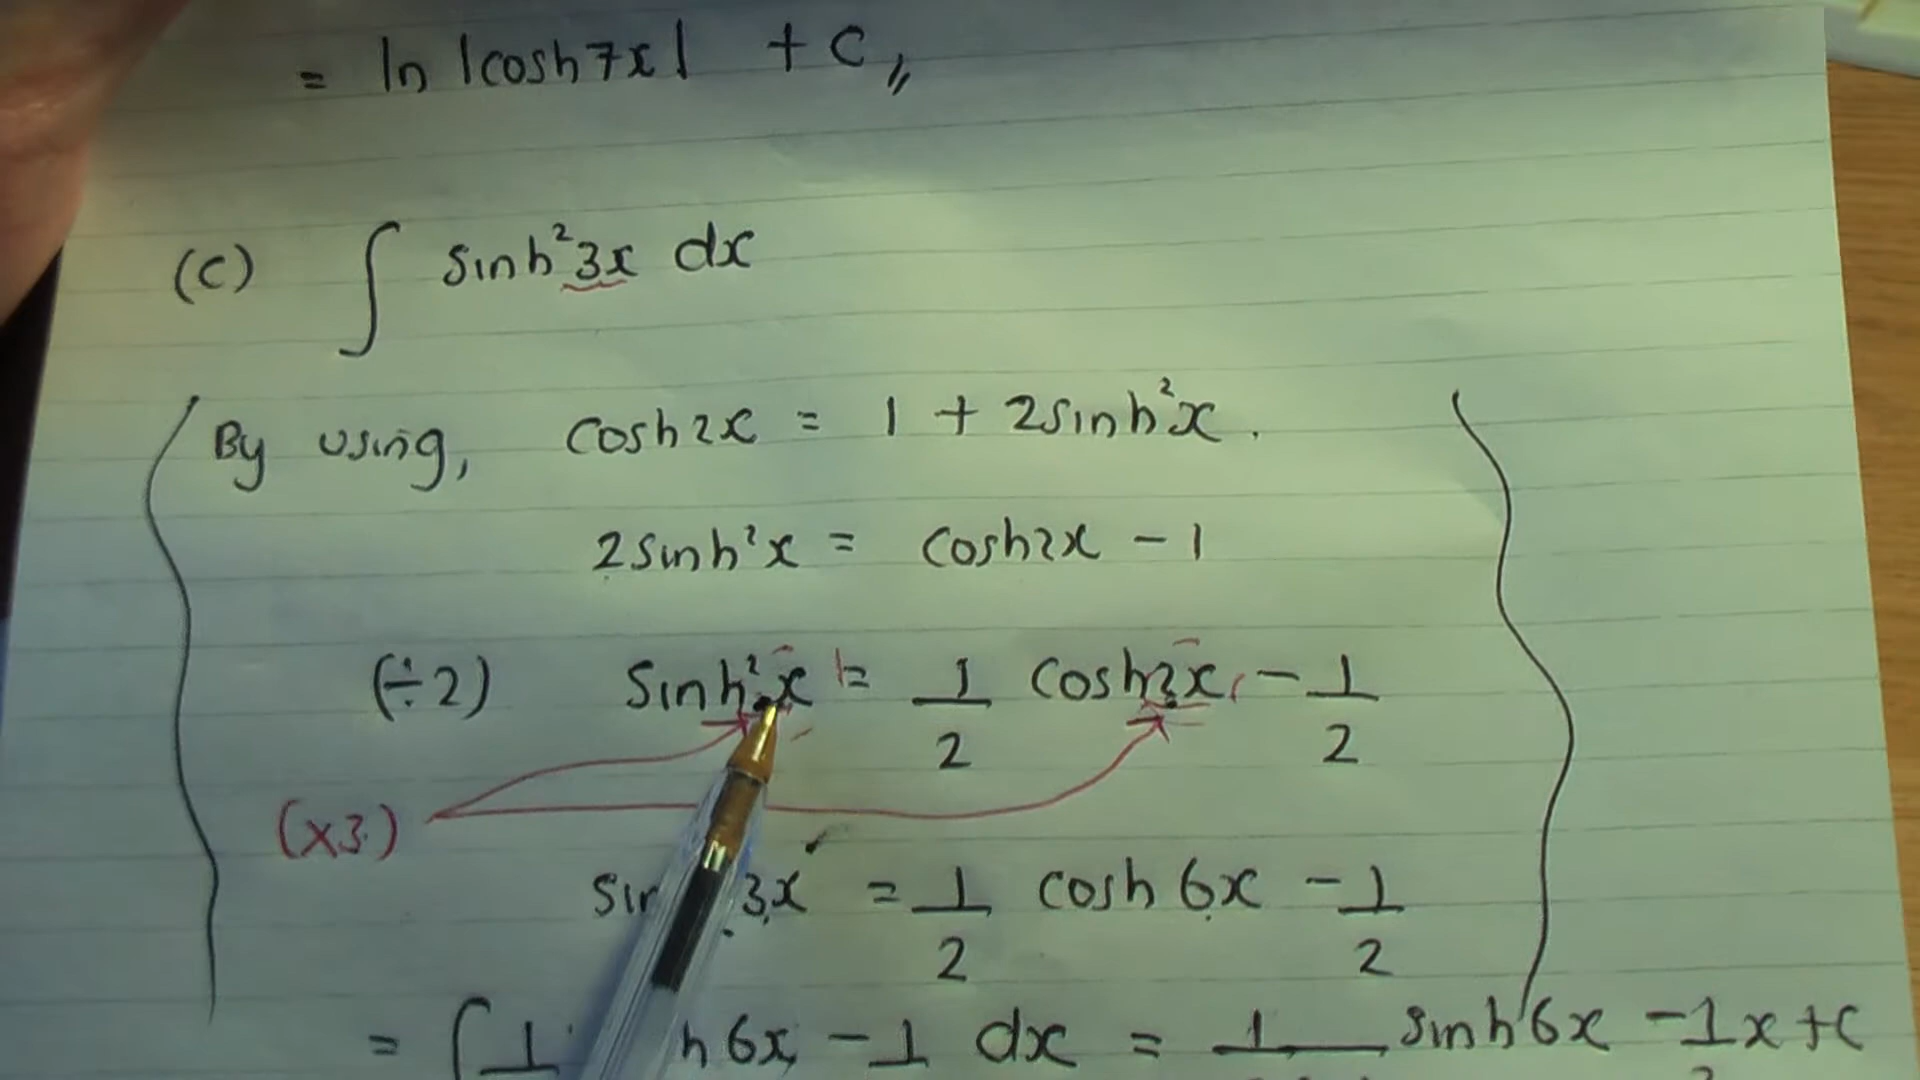 = ln |cosh7x| + C,,
(C) ∫ sinh²3x dx
By using, cosh2x = 1 + 2sinh²x.
2sinh²x = cosh2x - 1
(÷2) sinh²x = 1/2 cosh2x - 1/2
(x3)
3x = 1/2 cosh 6x - 1/2
= ∫ 1 h 6x - 1 dx = 1 sinh 6x - 1x + C